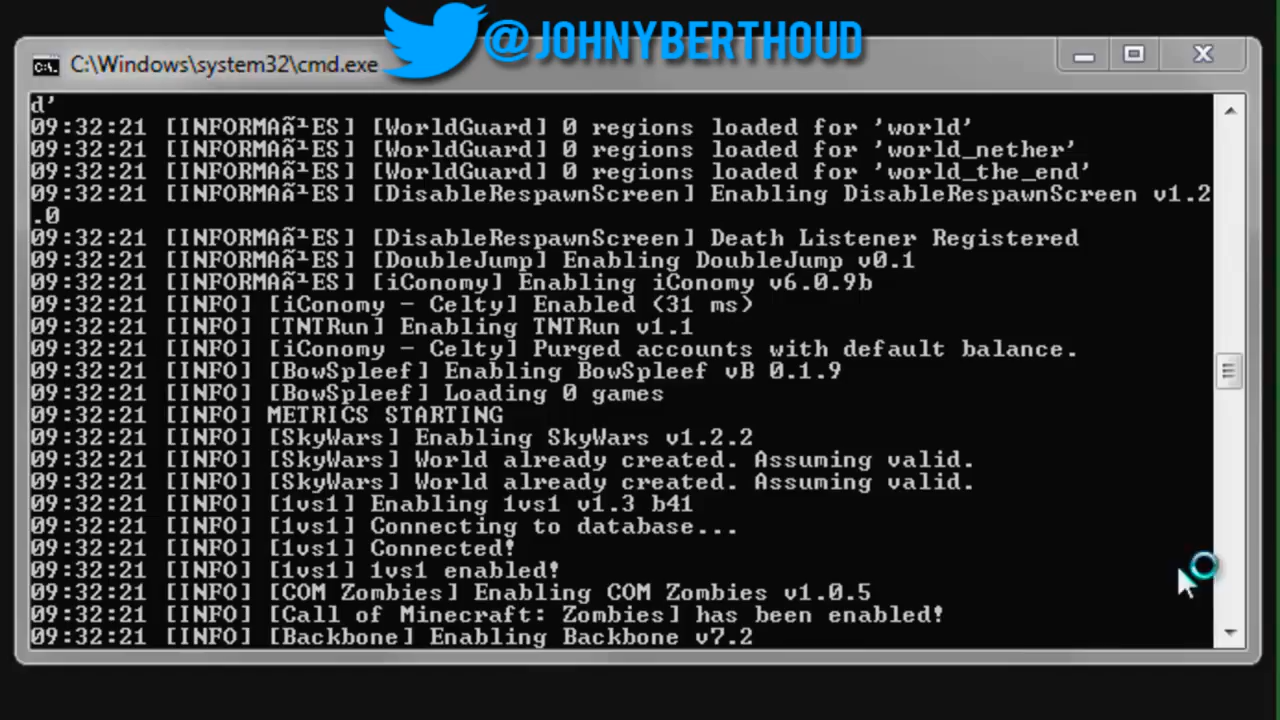 @JOHNYBERTHOUD
C:\Windows\system32\cmd.exe
d'
09:32:21 [INFORMAÃ¹ES] [WorldGuard] 0 regions loaded for 'world'
09:32:21 [INFORMAÃ¹ES] [WorldGuard] 0 regions loaded for 'world_nether'
09:32:21 [INFORMAÃ¹ES] [WorldGuard] 0 regions loaded for 'world_the_end'
09:32:21 [INFORMAÃ¹ES] [DisableRespawnScreen] Enabling DisableRespawnScreen v1.2
.0
09:32:21 [INFORMAÃ¹ES] [DisableRespawnScreen] Death Listener Registered
09:32:21 [INFORMAÃ¹ES] [DoubleJump] Enabling DoubleJump v0.1
09:32:21 [INFORMAÃ¹ES] [iConomy] Enabling iConomy v6.0.9b
09:32:21 [INFO] [iConomy - Celty] Enabled (31 ms)
09:32:21 [INFO] [TNTRun] Enabling TNTRun v1.1
09:32:21 [INFO] [iConomy - Celty] Purged accounts with default balance.
09:32:21 [INFO] [BowSpleef] Enabling BowSpleef vB 0.1.9
09:32:21 [INFO] [BowSpleef] Loading 0 games
09:32:21 [INFO] METRICS STARTING
09:32:21 [INFO] [SkyWars] Enabling SkyWars v1.2.2
09:32:21 [INFO] [SkyWars] World already created. Assuming valid.
09:32:21 [INFO] [SkyWars] World already created. Assuming valid.
09:32:21 [INFO] [1vs1] Enabling 1vs1 v1.3 b41
09:32:21 [INFO] [1vs1] Connecting to database...
09:32:21 [INFO] [1vs1] Connected!
09:32:21 [INFO] [1vs1] 1vs1 enabled!
09:32:21 [INFO] [COM Zombies] Enabling COM Zombies v1.0.5
09:32:21 [INFO] [Call of Minecraft: Zombies] has been enabled!
09:32:21 [INFO] [Backbone] Enabling Backbone v7.2